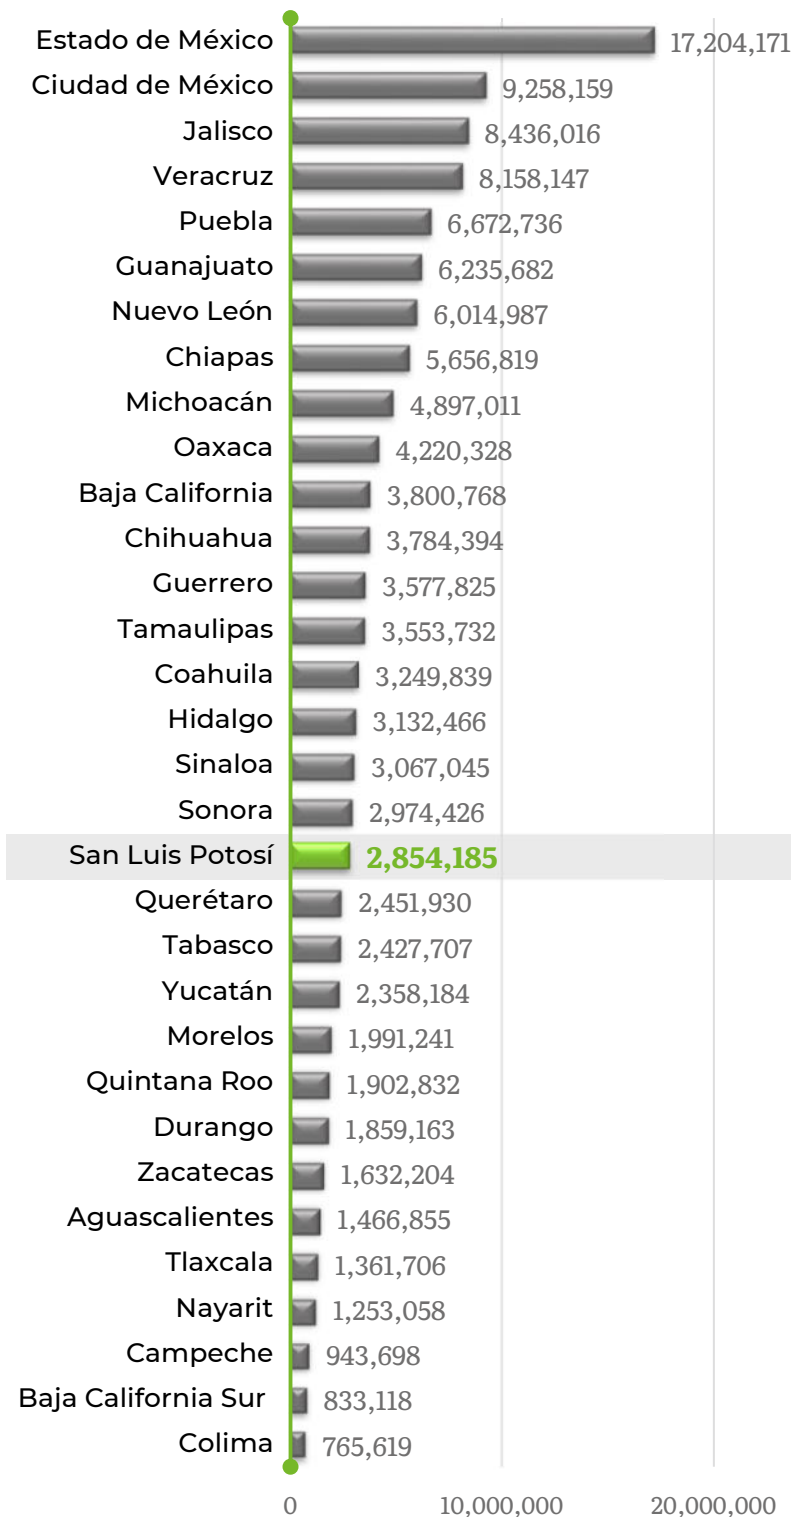 Estado de México 17,204,171
Ciudad de México 9,258,159
Jalisco 8,436,016
Veracruz 8,158,147
Puebla 6,672,736
Guanajuato 6,235,682
Nuevo León 6,014,987
Chiapas 5,656,819
Michoacán 4,897,011
Oaxaca 4,220,328
Baja California 3,800,768
Chihuahua 3,784,394
Guerrero 3,577,825
Tamaulipas 3,553,732
Coahuila 3,249,839
Hidalgo 3,132,466
Sinaloa 3,067,045
Sonora 2,974,426
San Luis Potosí 2,854,185
Querétaro 2,451,930
Tabasco 2,427,707
Yucatán 2,358,184
Morelos 1,991,241
Quintana Roo 1,902,832
Durango 1,859,163
Zacatecas 1,632,204
Aguascalientes 1,466,855
Tlaxcala 1,361,706
Nayarit 1,253,058
Campeche 943,698
Baja California Sur 833,118
Colima 765,619
0 10,000,000 20,000,000